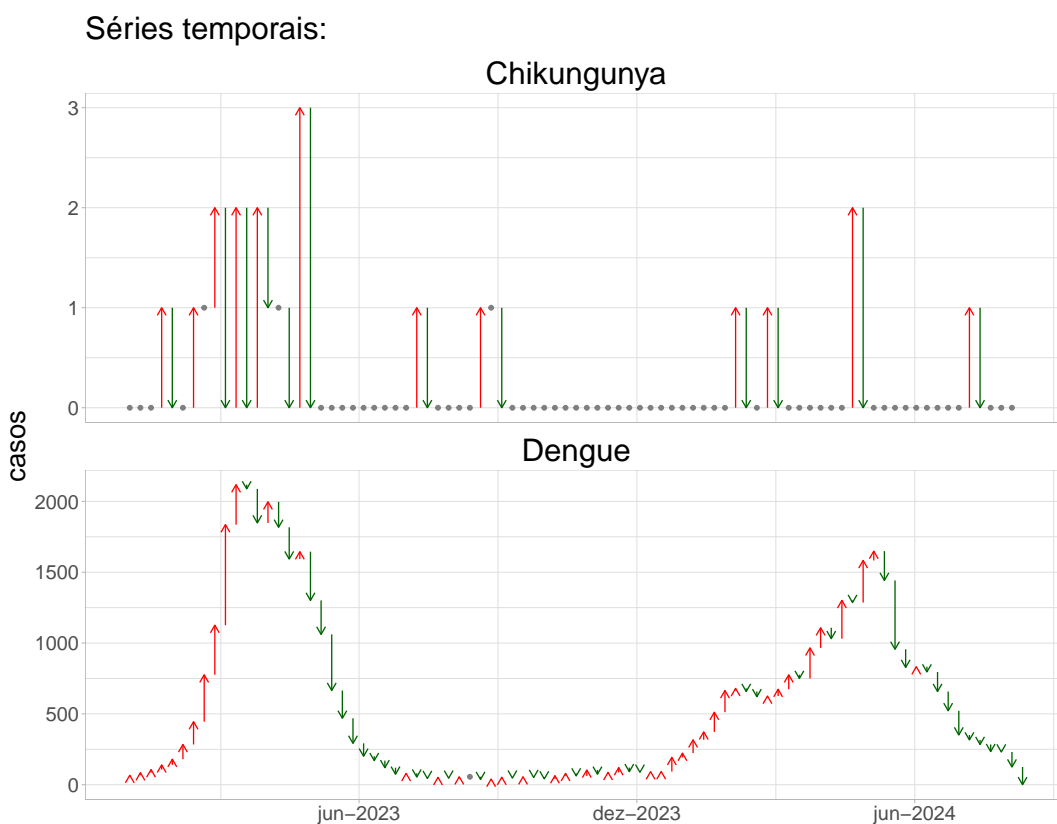 Séries temporais:
Chikungunya
3
2
1
0
casos
Dengue
2000
1500
1000
500
0
jun−2023
dez−2023
jun−2024